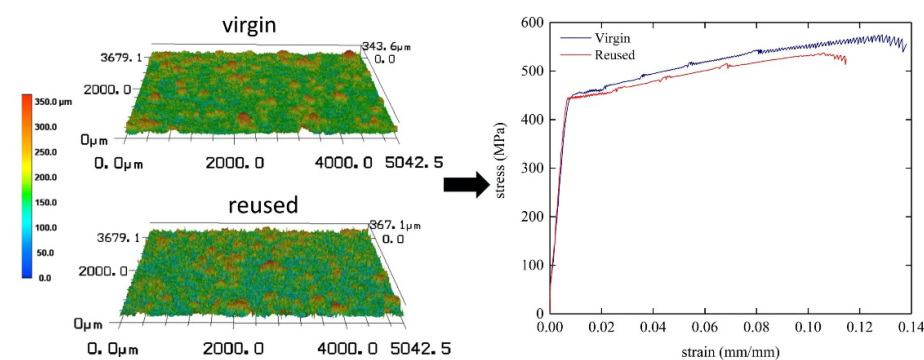 virgin
343.6µm
0.0
3679.1
2000.0
0µm
0.0µm
2000.0
4000.0
5042.5
350.0 µm
300.0
250.0
200.0
150.0
100.0
50.0
0.0
reused
367.1µm
0.0
3679.1
2000.0
0µm
0.0µm
2000.0
4000.0
5042.5
600
500
400
300
200
100
0
stress (MPa)
Virgin
Reused
0.00
0.02
0.04
0.06
0.08
0.10
0.12
0.14
strain (mm/mm)